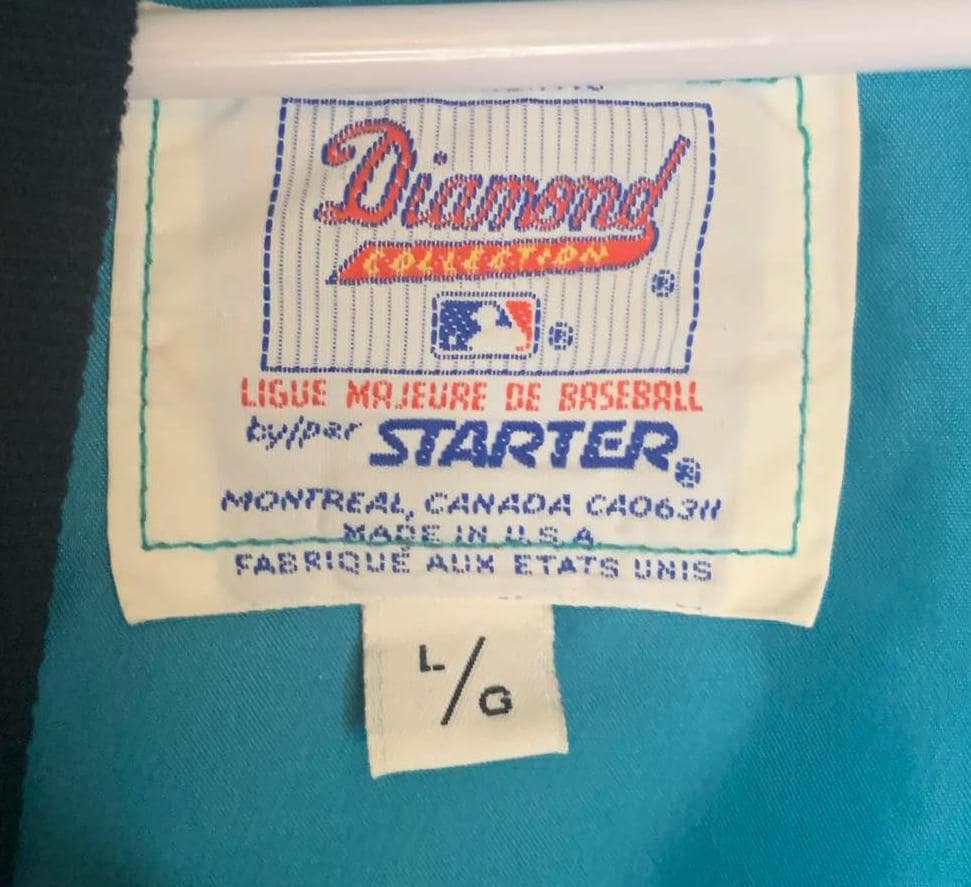 Diamond
COLLECTION
®
®
LIGUE MAJEURE DE BASEBALL
by/par STARTER®
MONTREAL, CANADA CA06311
MADE IN U.S.A.
FABRIQUÉ AUX ETATS UNIS
L/G